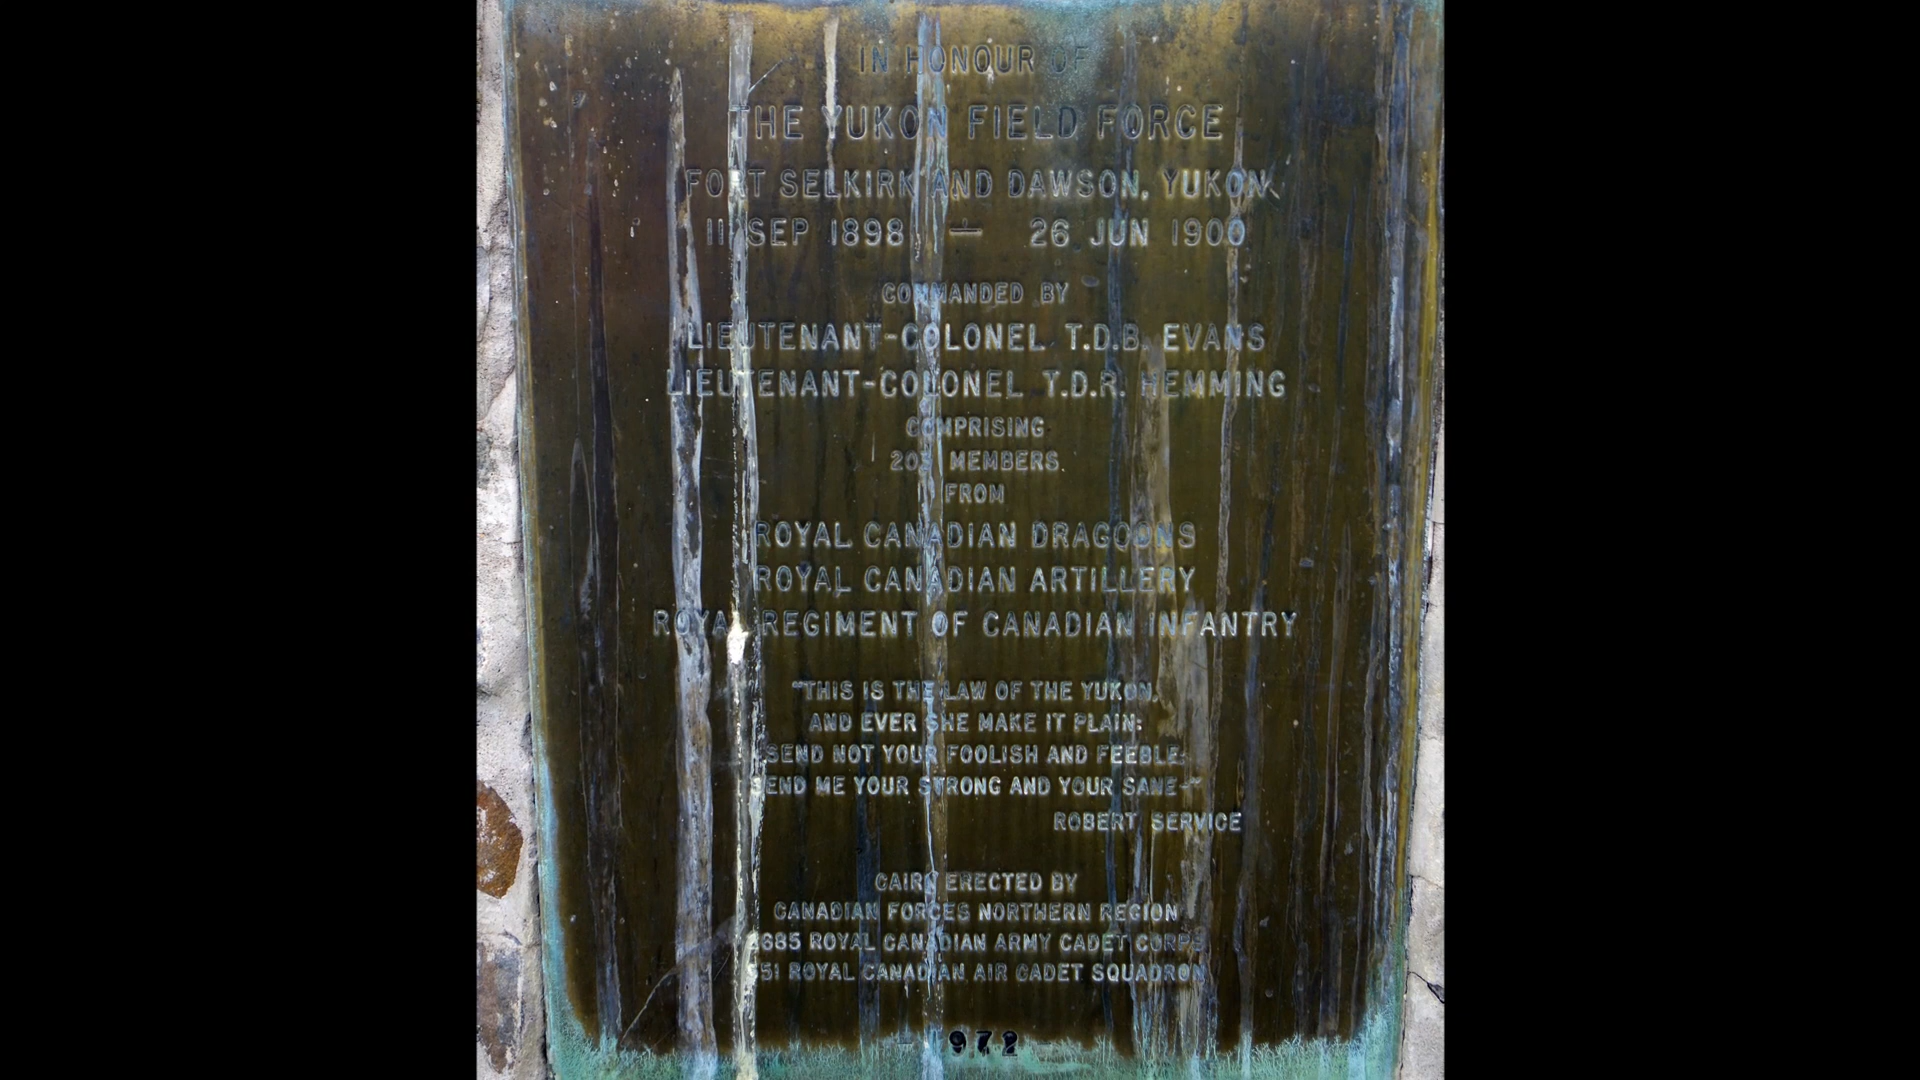 IN HONOUR OF
THE YUKON FIELD FORCE
FORT SELKIRK AND DAWSON, YUKON
11 SEP 1898 — 26 JUN 1900
COMMANDED BY
LIEUTENANT-COLONEL T.D.B. EVANS
LIEUTENANT-COLONEL T.D.R. HEMMING
COMPRISING
203 MEMBERS
FROM
ROYAL CANADIAN DRAGOONS
ROYAL CANADIAN ARTILLERY
ROYAL REGIMENT OF CANADIAN INFANTRY
"THIS IS THE LAW OF THE YUKON,
AND EVER SHE MAKE IT PLAIN:
SEND NOT YOUR FOOLISH AND FEEBLE;
SEND ME YOUR STRONG AND YOUR SANE—"
ROBERT SERVICE
CAIRN ERECTED BY
CANADIAN FORCES NORTHERN REGION
2685 ROYAL CANADIAN ARMY CADET CORPS
551 ROYAL CANADIAN AIR CADET SQUADRON
1972